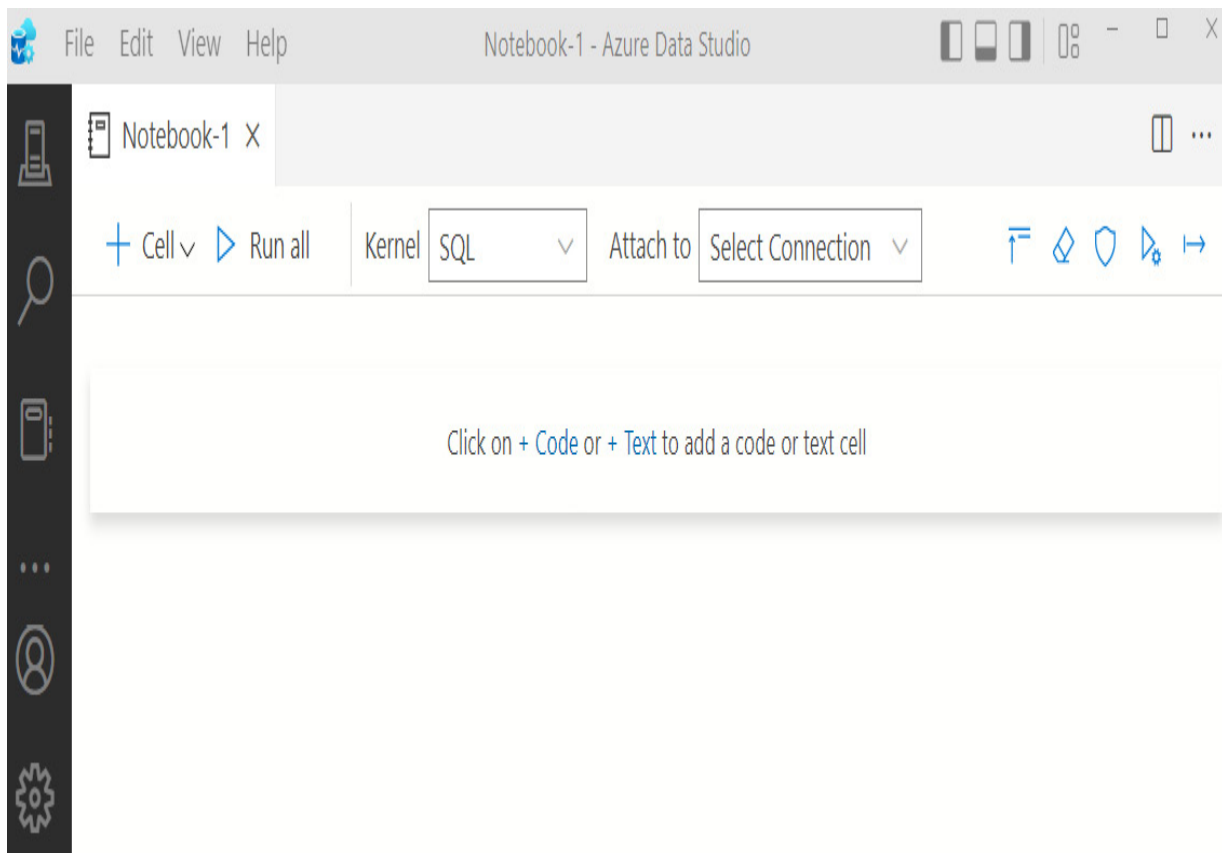 File Edit View Help Notebook-1 - Azure Data Studio
Notebook-1
Cell Run all Kernel SQL Attach to Select Connection
Click on + Code or + Text to add a code or text cell